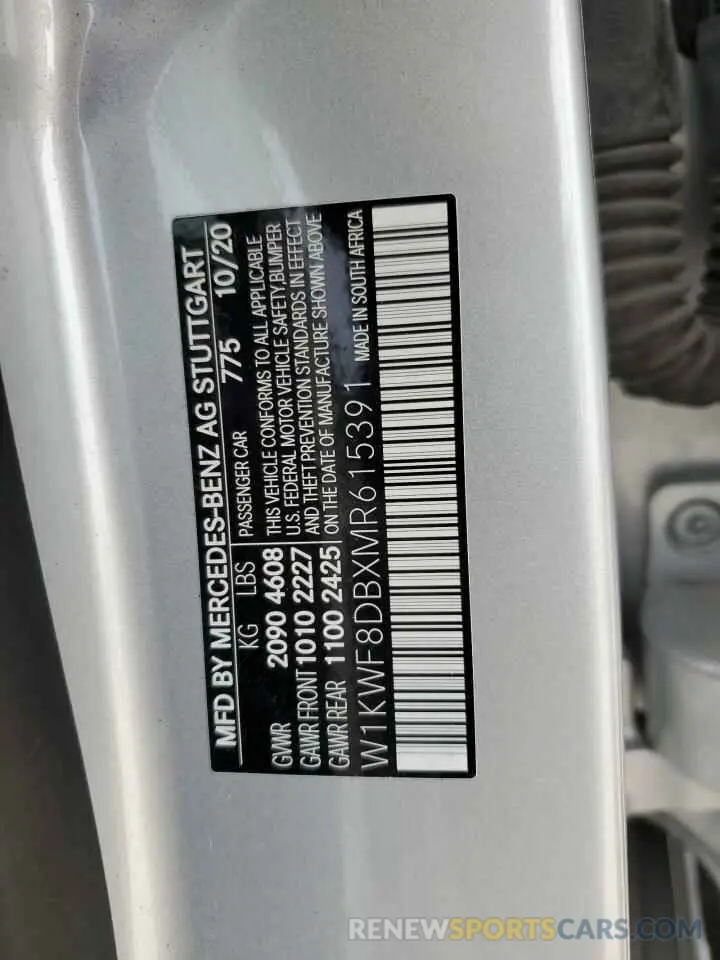 MFD BY MERCEDES-BENZ AG STUTTGART
KG LBS PASSENGER CAR 775 10/20
GVWR 2090 4608 THIS VEHICLE CONFORMS TO ALL APPLICABLE
U.S. FEDERAL MOTOR VEHICLE SAFETY,BUMPER
GAWR FRONT 1010 2227 AND THEFT PREVENTION STANDARDS IN EFFECT
GAWR REAR 1100 2425 ON THE DATE OF MANUFACTURE SHOWN ABOVE
W1KWF8DBXMR615391 MADE IN SOUTH AFRICA
RENEWSPORTSCARS.COM